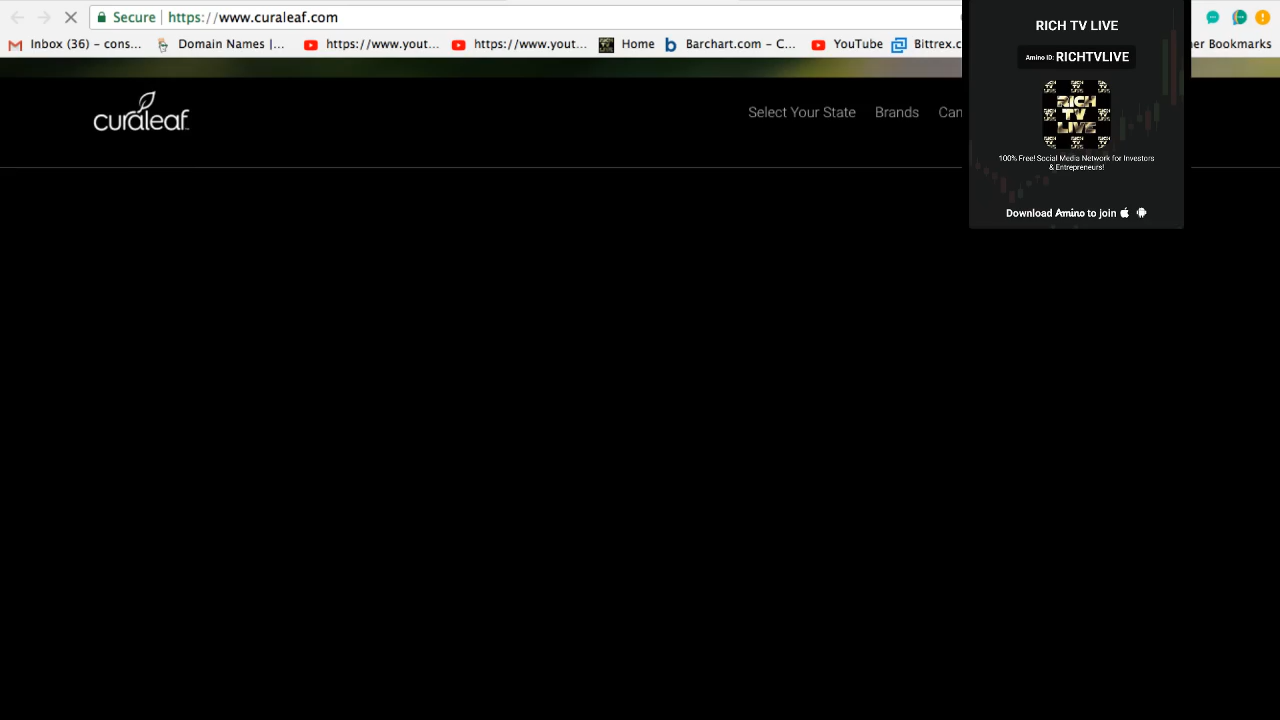 Secure https://www.curaleaf.com
Inbox (36) – cons... Domain Names |... https://www.yout... https://www.yout... Home Barchart.com – C... YouTube Bittrex.c er Bookmarks
curaleaf
Select Your State Brands Can
RICH TV LIVE
Amino ID: RICHTVLIVE
RICH
TV
LIVE
100% Free! Social Media Network for Investors
& Entrepreneurs!
Download Amino to join